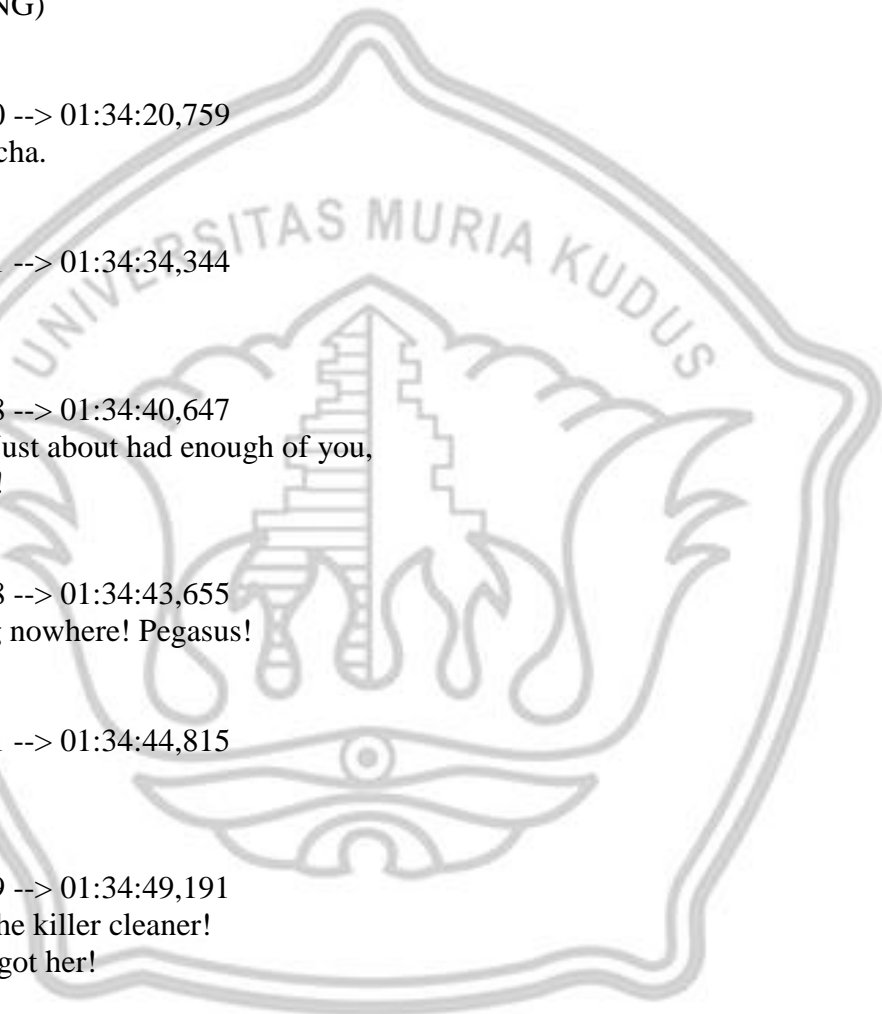 NG)
0 --> 01:34:20,759
cha.
UNIVERSITAS MURIA KUDUS
--> 01:34:34,344
3 --> 01:34:40,647
ust about had enough of you,
!
3 --> 01:34:43,655
g nowhere! Pegasus!
--> 01:34:44,815
9 --> 01:34:49,191
he killer cleaner!
got her!